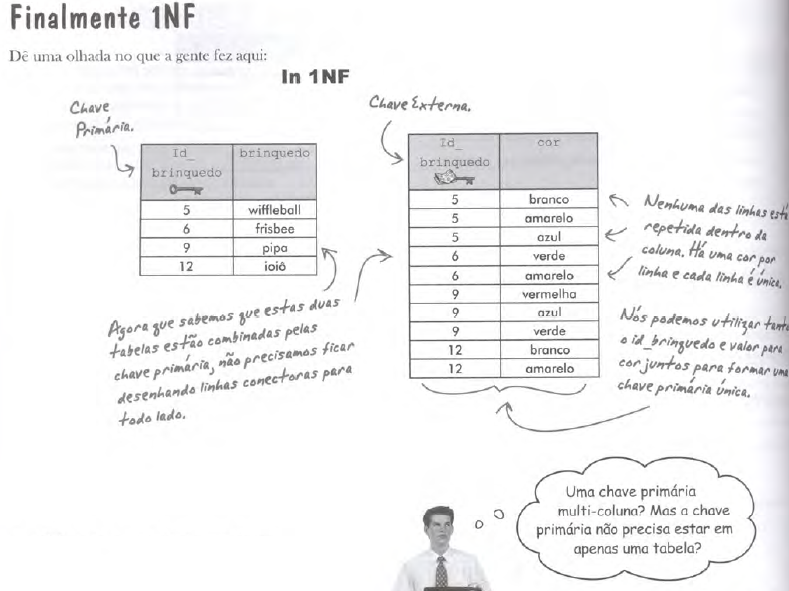 Finalmente 1NF
Dê uma olhada no que a gente fez aqui:
In 1NF
Chave
Primária.
Id_
brinquedo
brinquedo
5 wiffleball
6 frisbee
9 pipa
12 ioiô
Agora que sabemos que estas duas
tabelas estão combinadas pelas
chave primária, não precisamos ficar
desenhando linhas conectoras para
todo lado.
Chave Externa.
Id_
brinquedo
cor
5 branco
5 amarelo
5 azul
6 verde
6 amarelo
9 vermelha
9 azul
9 verde
12 branco
12 amarelo
Nenhuma das linhas está
repetida dentro da
coluna. Há uma cor por
linha e cada linha é única.
Nós podemos utilizar tanto
o id_brinquedo e valor para
cor juntos para formar uma
chave primária única.
Uma chave primária
multi-coluna? Mas a chave
primária não precisa estar em
apenas uma tabela?